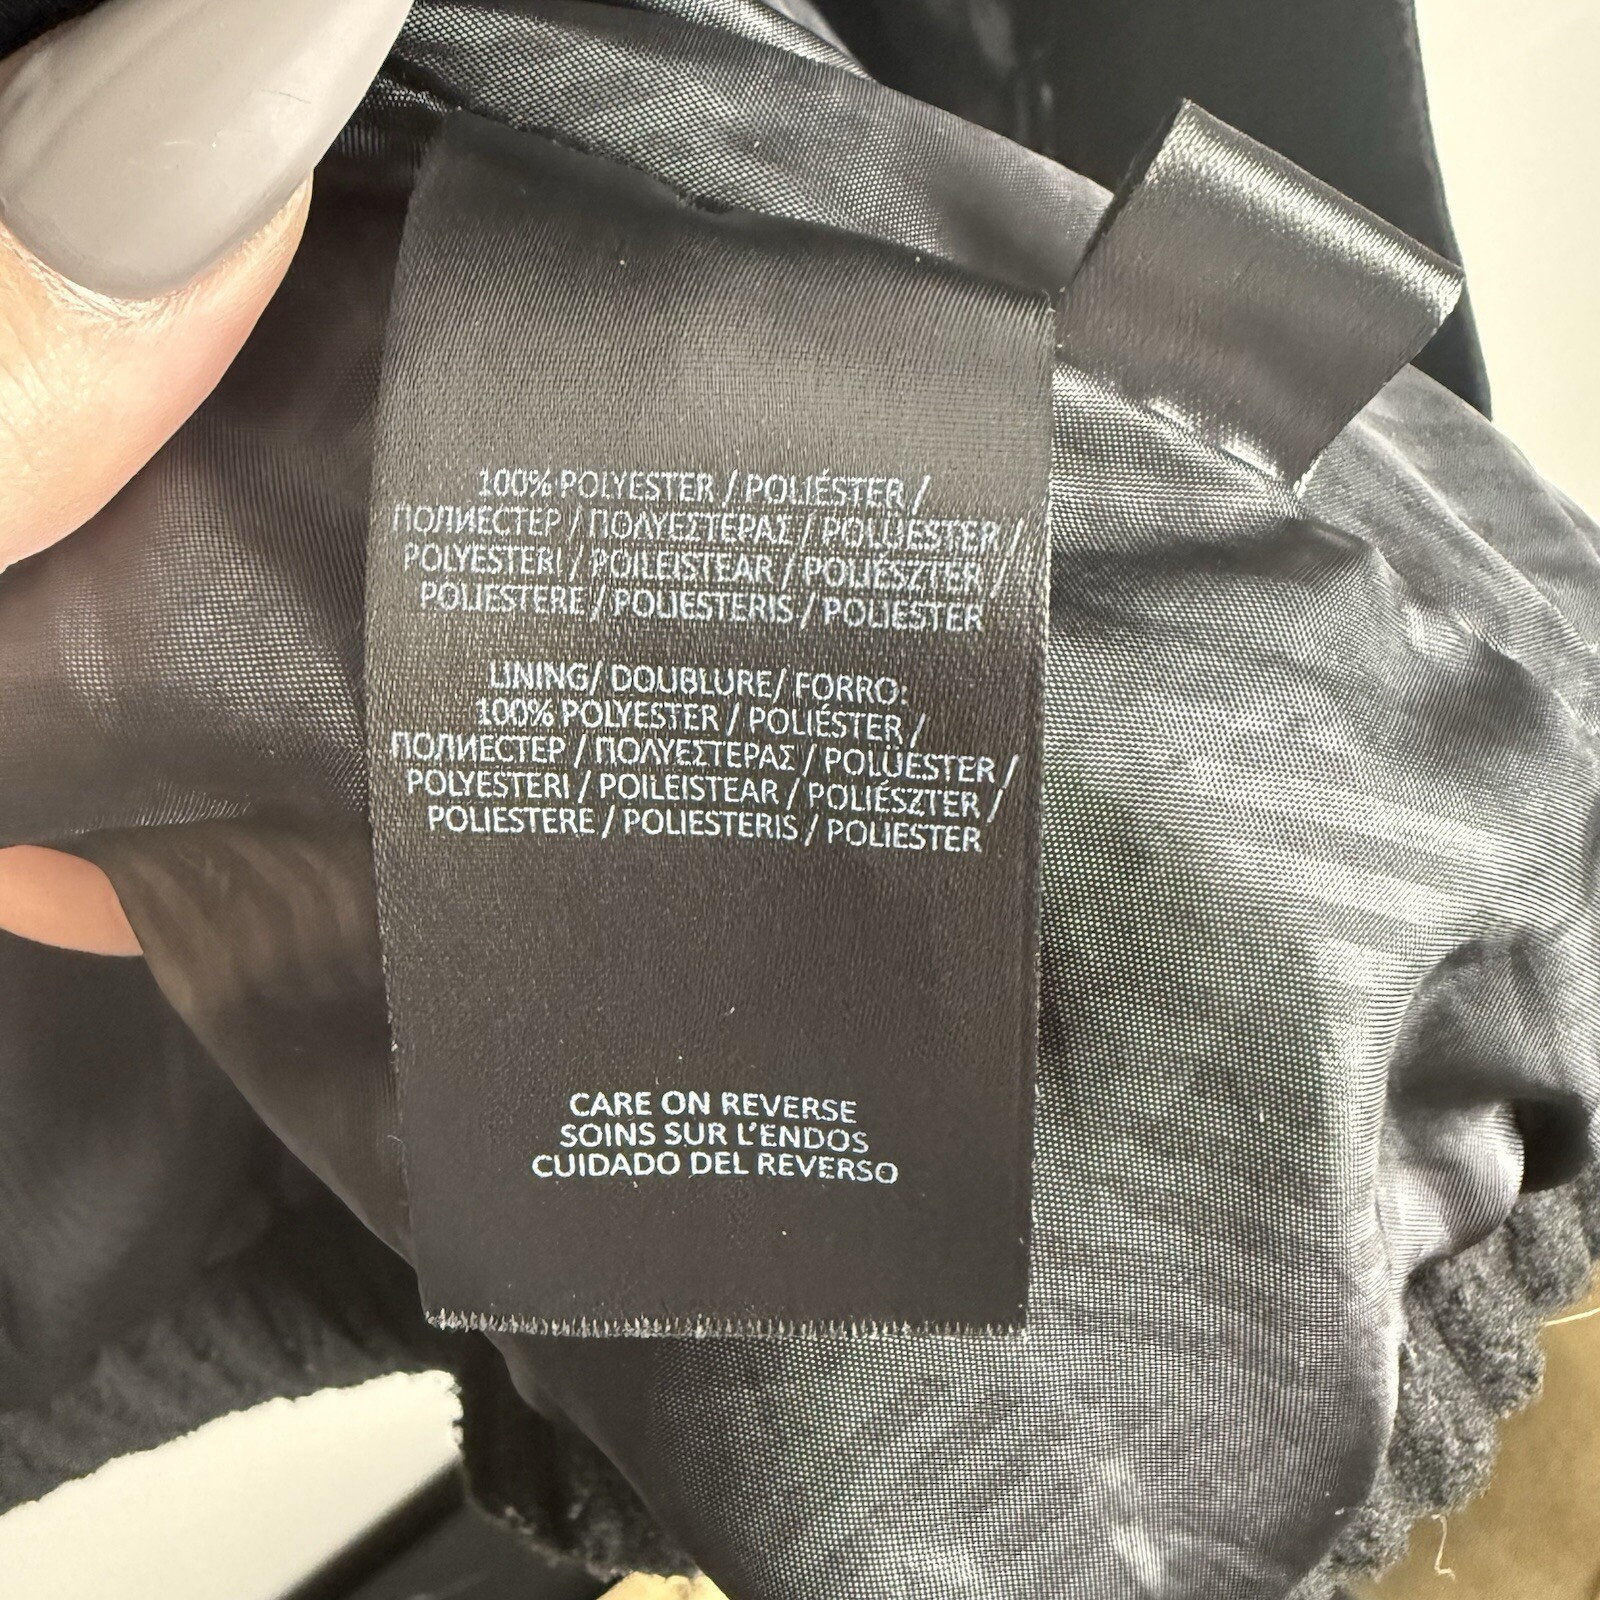 100% POLYESTER / POLIÉSTER /
ПОЛИЕСТЕР / ΠΟΛΥΕΣΤΕΡΑΣ / POLÜESTER /
POLYESTERI / POILEISTEAR / POLIÉSZTER /
POLIESTERE / POLIESTERIS / POLIESTER
LINING/ DOUBLURE/ FORRO:
100% POLYESTER / POLIÉSTER /
ПОЛИЕСТЕР / ΠΟΛΥΕΣΤΕΡΑΣ / POLÜESTER /
POLYESTERI / POILEISTEAR / POLIÉSZTER /
POLIESTERE / POLIESTERIS / POLIESTER
CARE ON REVERSE
SOINS SUR L'ENDOS
CUIDADO DEL REVERSO